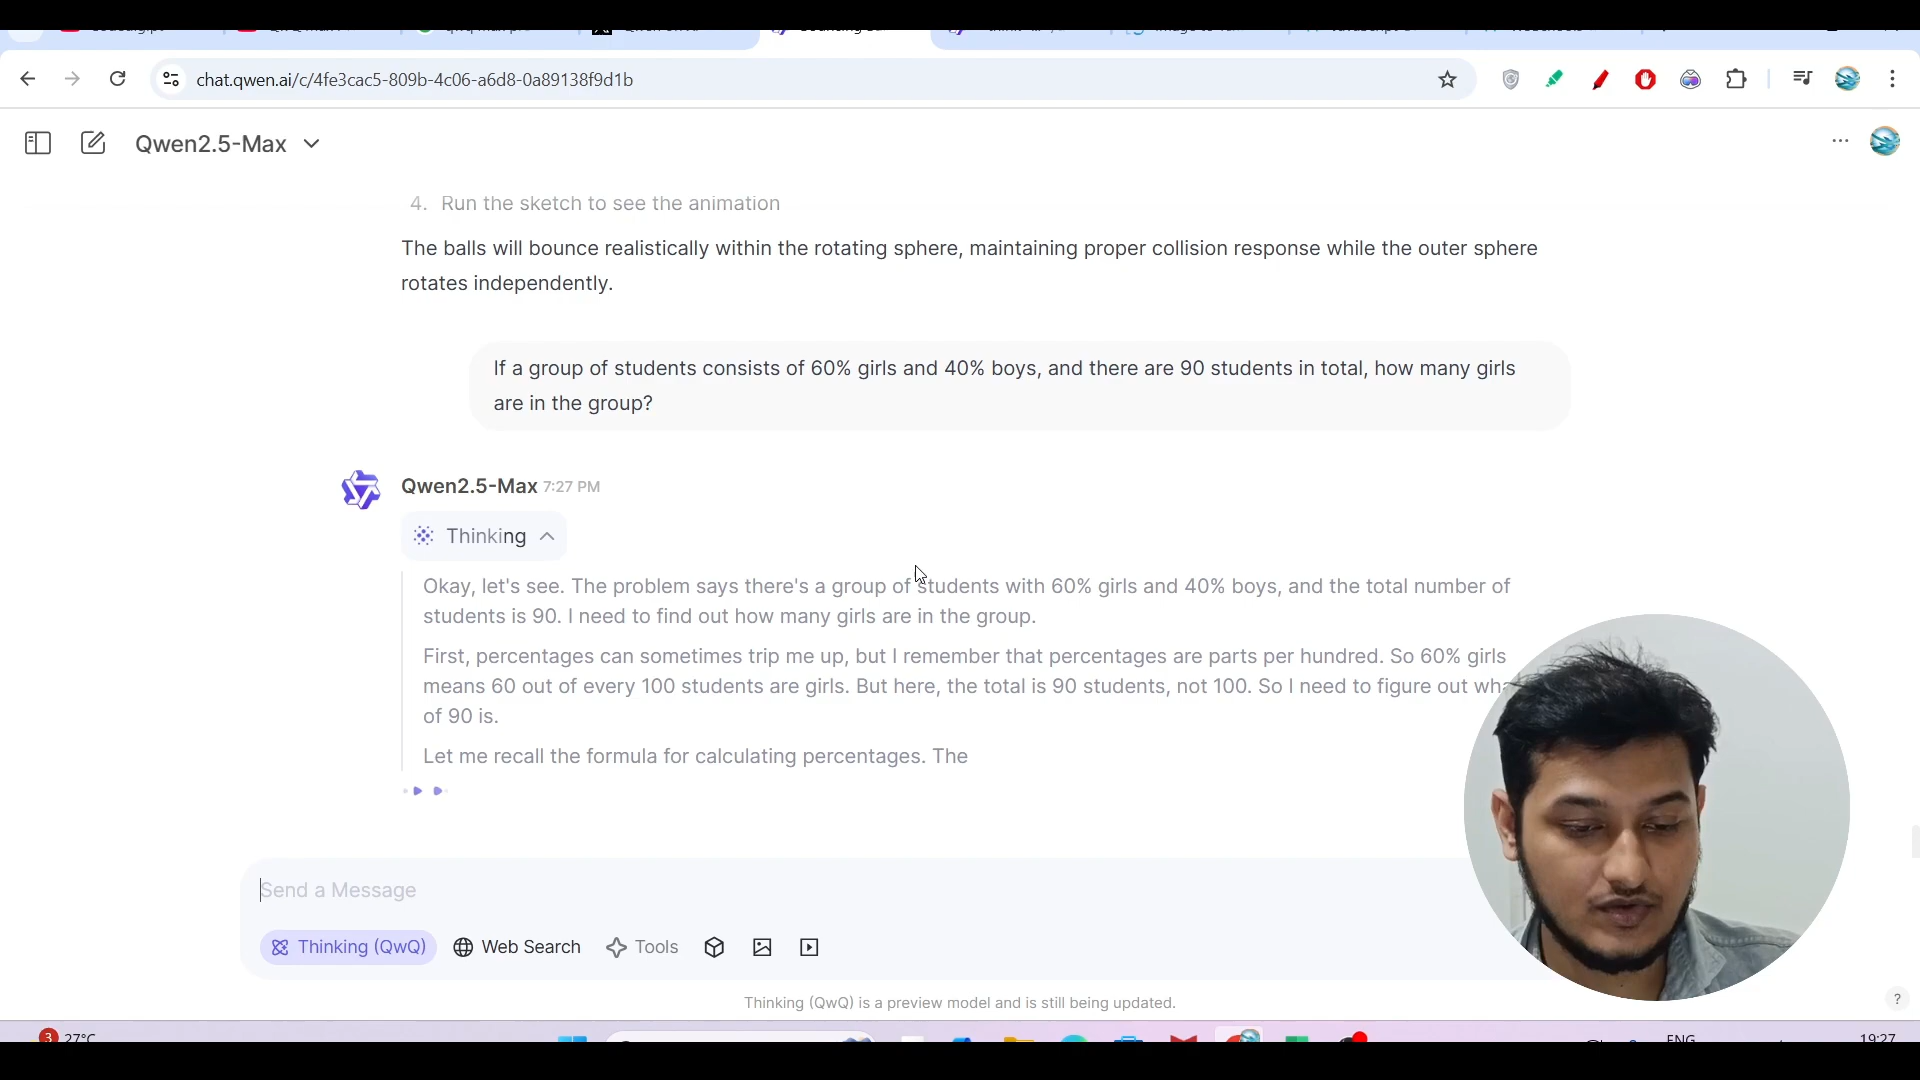 chat.qwen.ai/c/4fe3cac5-809b-4c06-a6d8-0a89138f9d1b
Qwen2.5-Max
4. Run the sketch to see the animation
The balls will bounce realistically within the rotating sphere, maintaining proper collision response while the outer sphere
rotates independently.
If a group of students consists of 60% girls and 40% boys, and there are 90 students in total, how many girls
are in the group?
Qwen2.5-Max 7:27 PM
Thinking
Okay, let's see. The problem says there's a group of students with 60% girls and 40% boys, and the total number of
students is 90. I need to find out how many girls are in the group.
First, percentages can sometimes trip me up, but I remember that percentages are parts per hundred. So 60% girls
means 60 out of every 100 students are girls. But here, the total is 90 students, not 100. So I need to figure out
of 90 is.
Let me recall the formula for calculating percentages. The
Send a Message
Thinking (QwQ) Web Search Tools
Thinking (QwQ) is a preview model and is still being updated.
?
3 27°C ENG 19:27